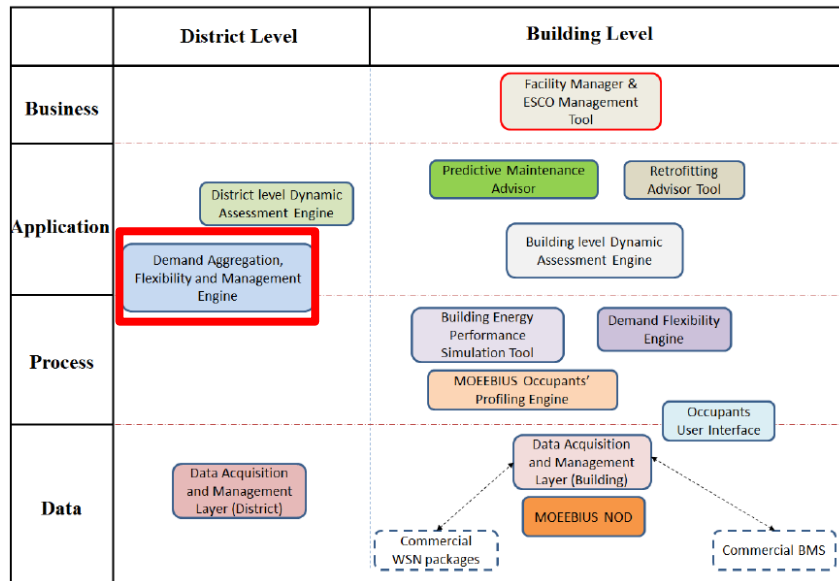 District Level
Building Level
Business
Facility Manager &
ESCO Management
Tool
Application
District level Dynamic
Assessment Engine
Demand Aggregation,
Flexibility and Management
Engine
Predictive Maintenance
Advisor
Retrofitting
Advisor Tool
Building level Dynamic
Assessment Engine
Process
Building Energy
Performance
Simulation Tool
Demand Flexibility
Engine
MOEEBIUS Occupants'
Profiling Engine
Occupants
User Interface
Data
Data Acquisition
and Management
Layer (District)
Data Acquisition
and Management
Layer (Building)
MOEEBIUS NOD
Commercial
WSN packages
Commercial BMS